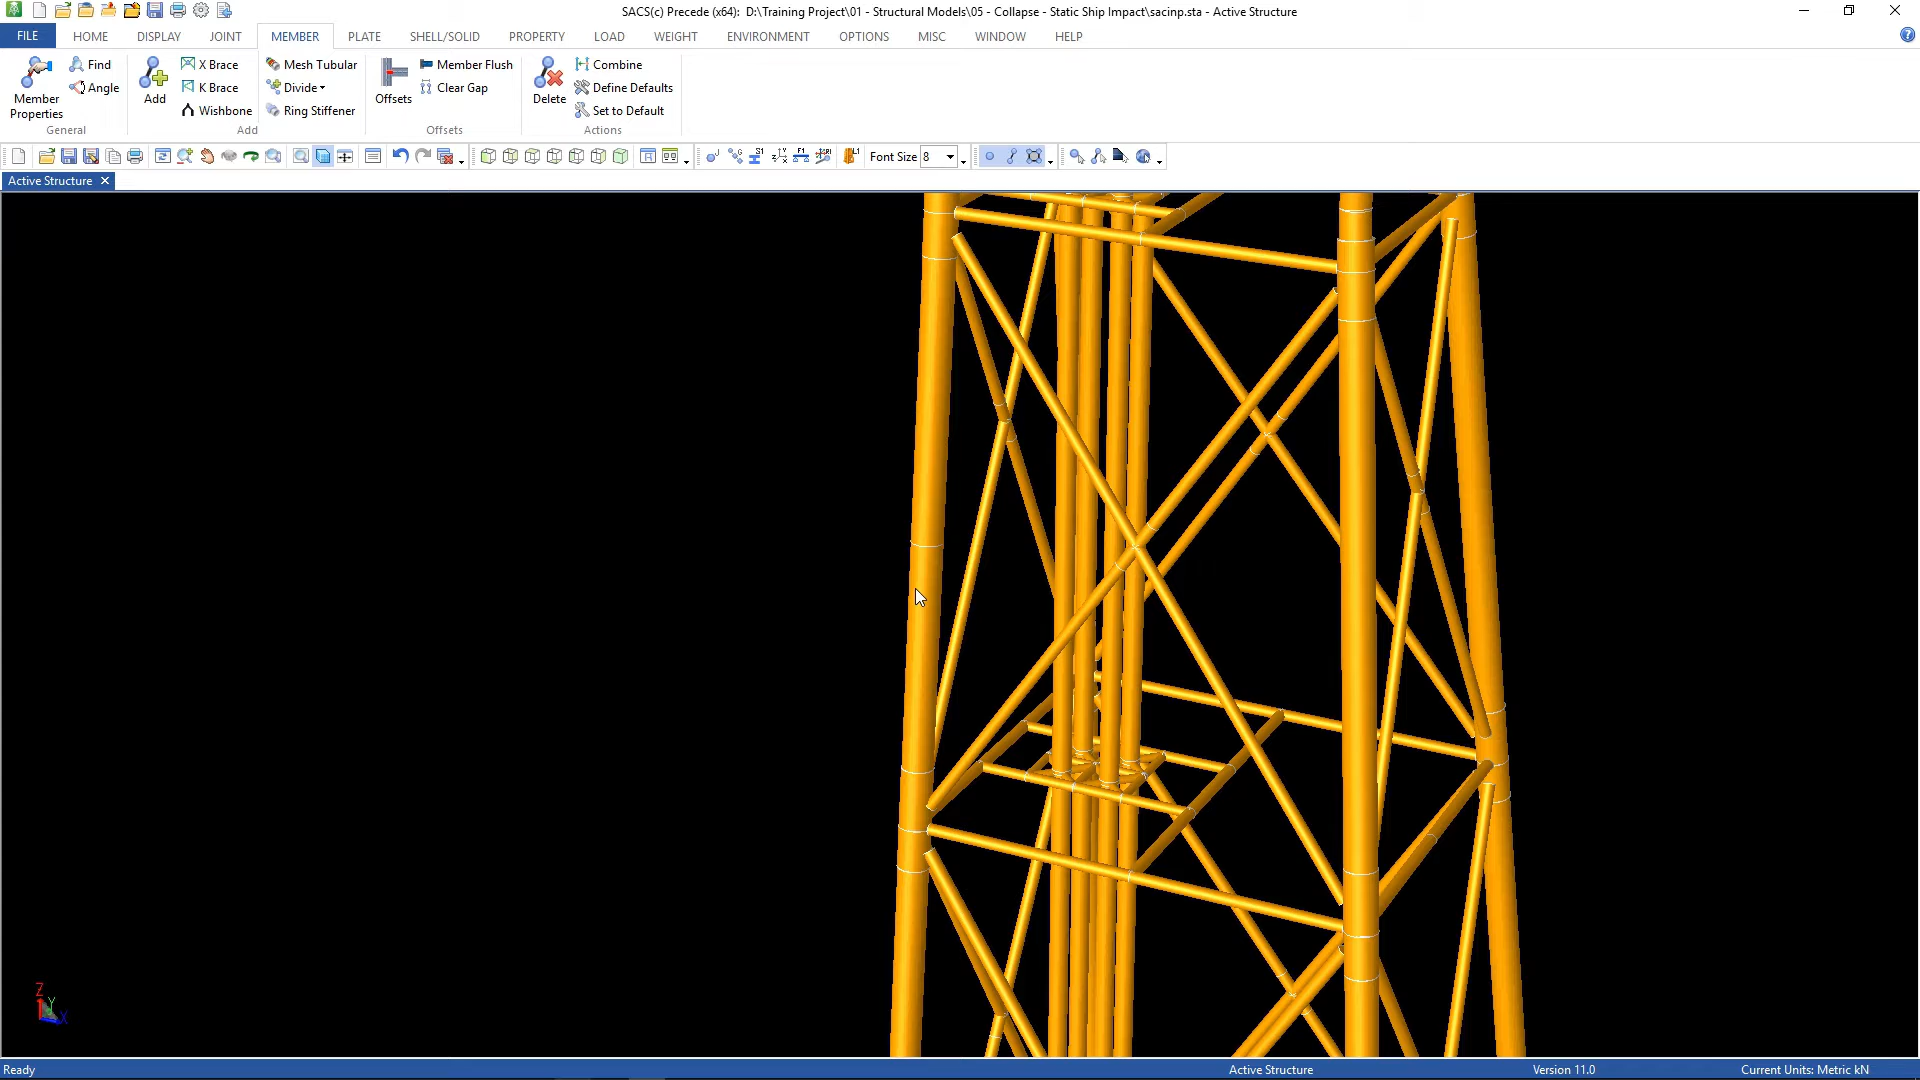 SACS(c) Precede (x64): D:\Training Project\01 - Structural Models\05 - Collapse - Static Ship Impact\sacinp.sta - Active Structure
FILE HOME DISPLAY JOINT MEMBER PLATE SHELL/SOLID PROPERTY LOAD WEIGHT ENVIRONMENT OPTIONS MISC WINDOW HELP
Find X Brace Mesh Tubular Member Flush Combine
Angle K Brace Divide Clear Gap Define Defaults
Member Properties Add Wishbone Ring Stiffener Offsets Delete Set to Default
General Add Offsets Actions
Font Size 8
Active Structure
Z
Y
X
Ready Active Structure Version 11.0 Current Units: Metric kN